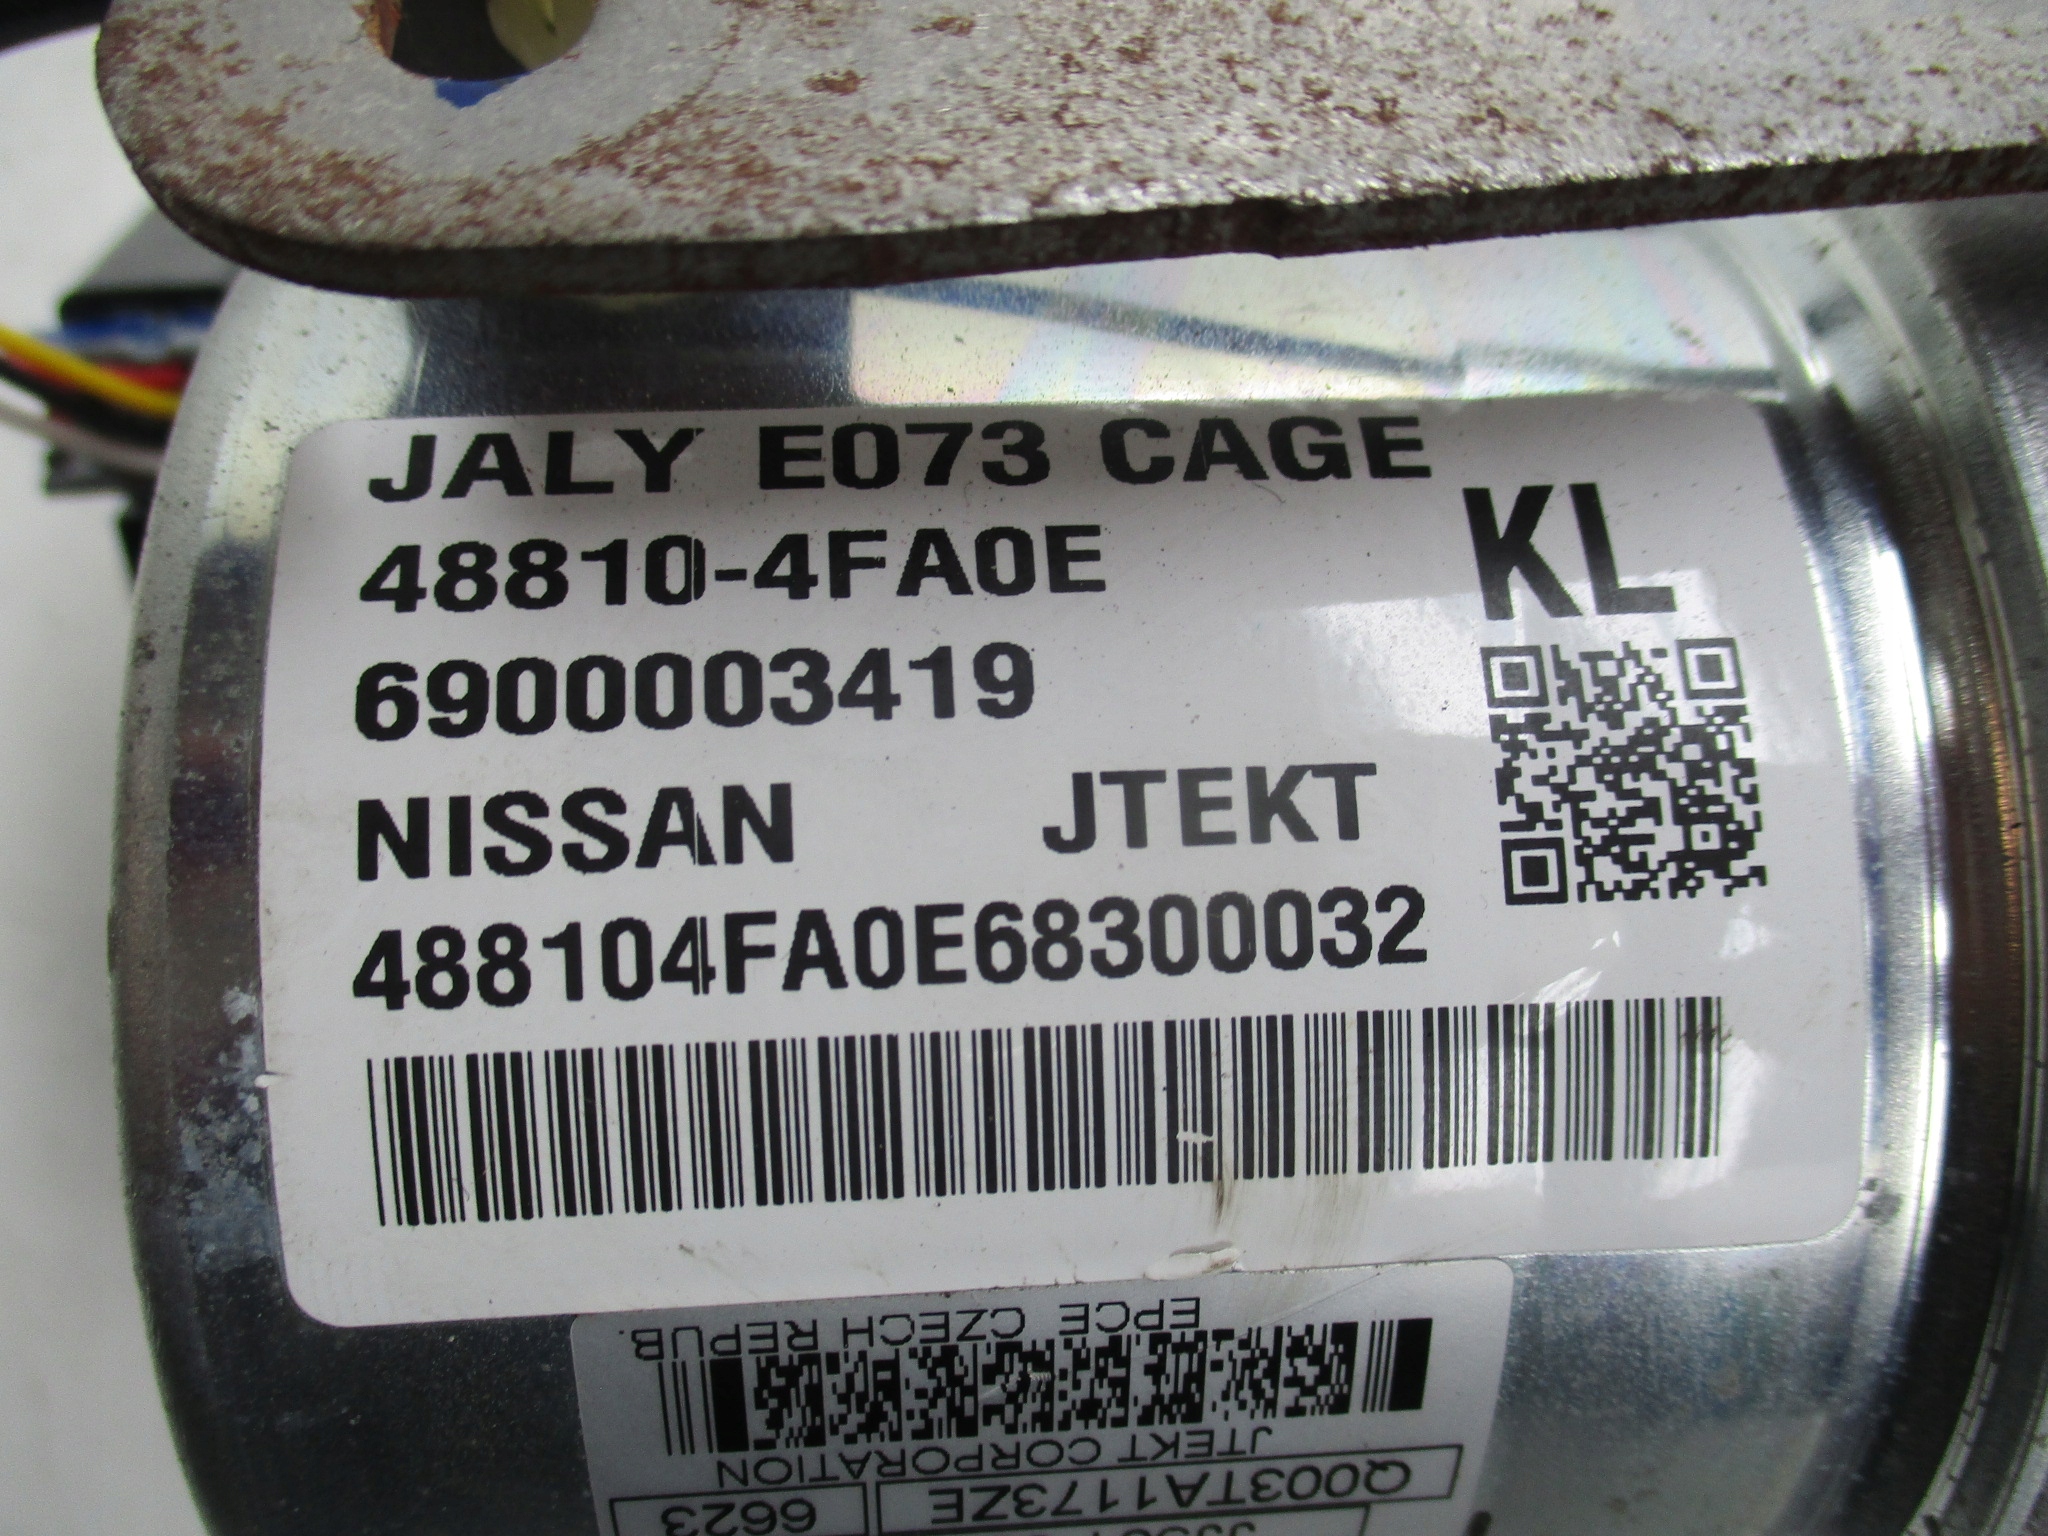 JALY E073 CAGE
48810-4FA0E
KL
6900003419
NISSAN JTEKT
488104FA0E68300032
EPCE CZECH REPUB.
JTEKT CORPORATION
Q003TA1173ZE 6623